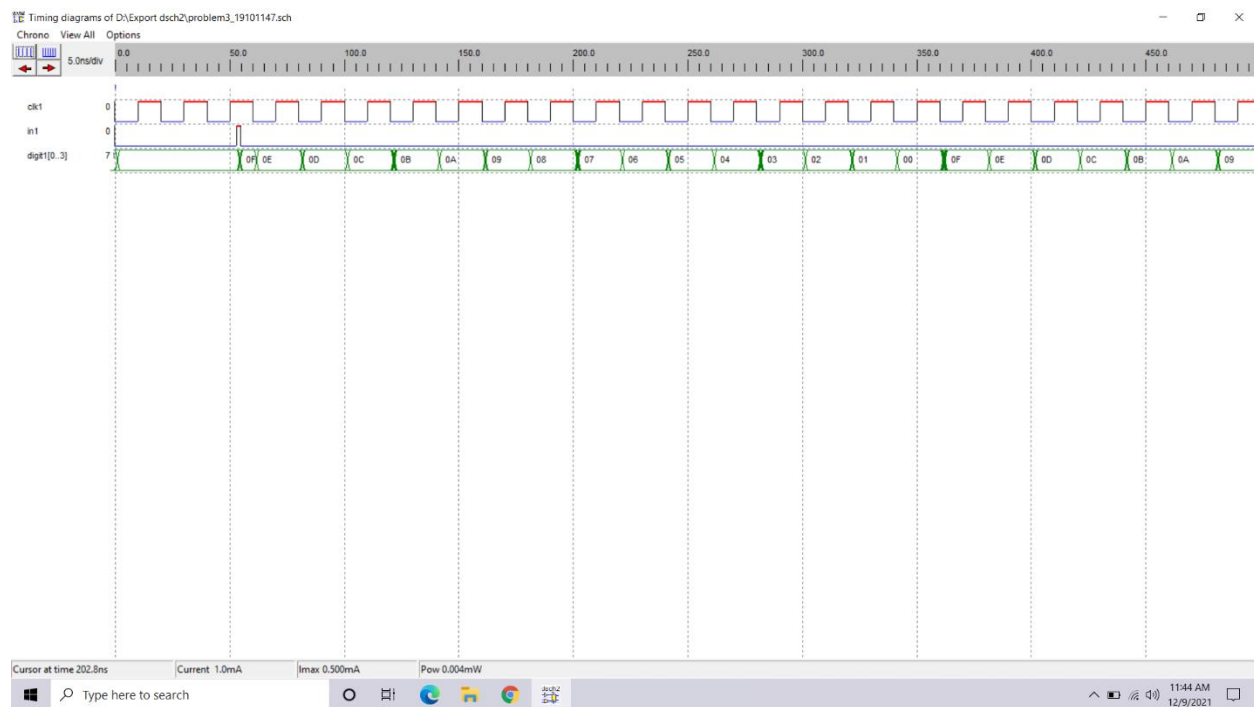 Timing diagrams of D:\Export dsch2\problem3_19101147.sch
Chrono View All Options
5.0ns/div 0.0 50.0 100.0 150.0 200.0 250.0 300.0 350.0 400.0 450.0
clk1 0
in1 0
digit1[0..3] 7 0F 0E 0D 0C 0B 0A 09 08 07 06 05 04 03 02 01 00 0F 0E 0D 0C 0B 0A 09
Cursor at time 202.8ns Current 1.0mA Imax 0.500mA Pow 0.004mW
Type here to search dsch2 11:44 AM
12/9/2021